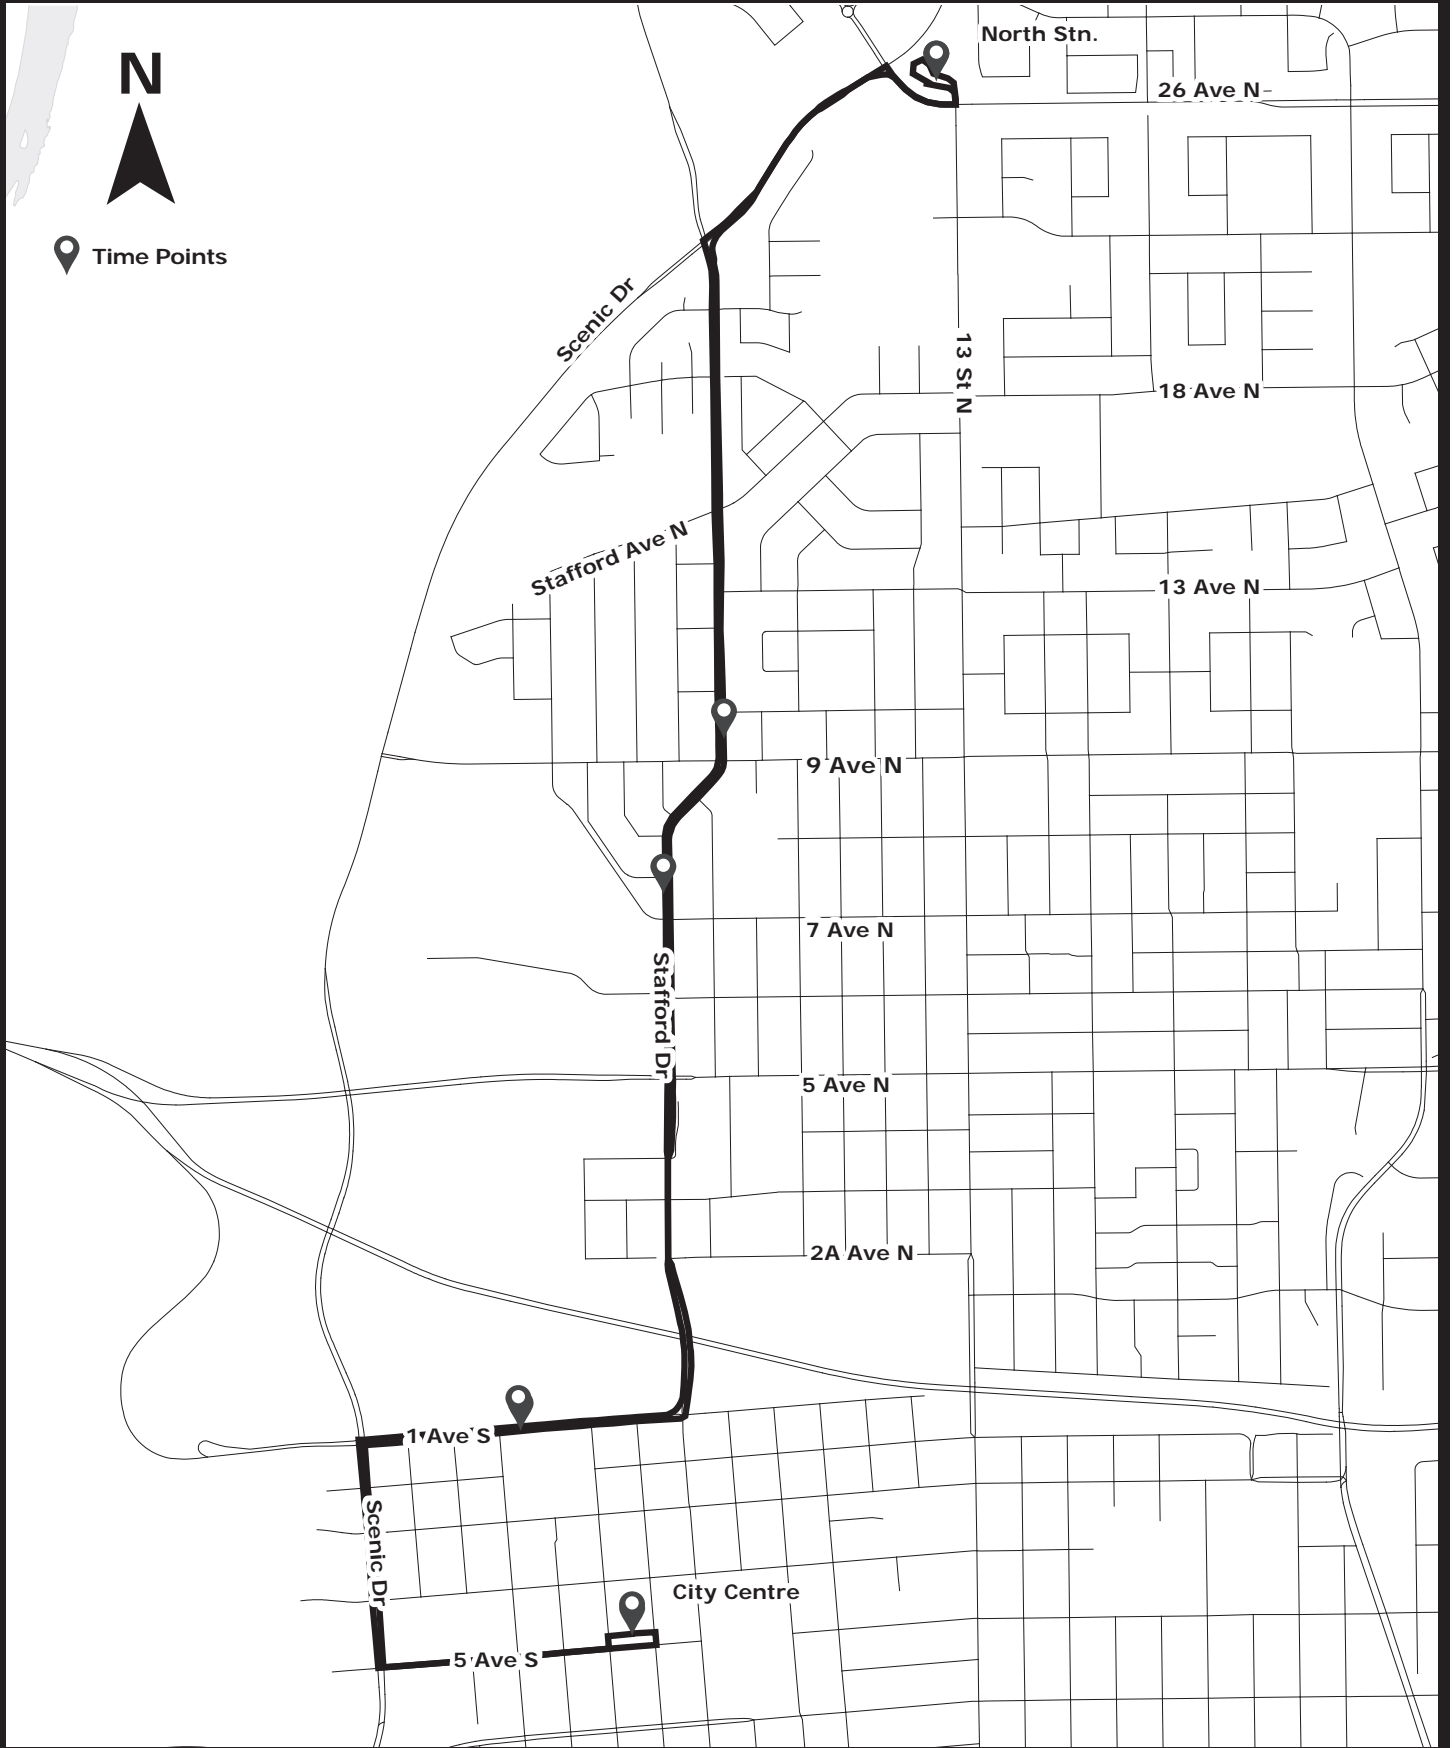 North Stn.
N
26 Ave N
Time Points
Scenic Dr
13 St N
18 Ave N
Stafford Ave N
13 Ave N
9 Ave N
7 Ave N
Stafford Dr
5 Ave N
2A Ave N
1 Ave S
Scenic Dr
City Centre
5 Ave S